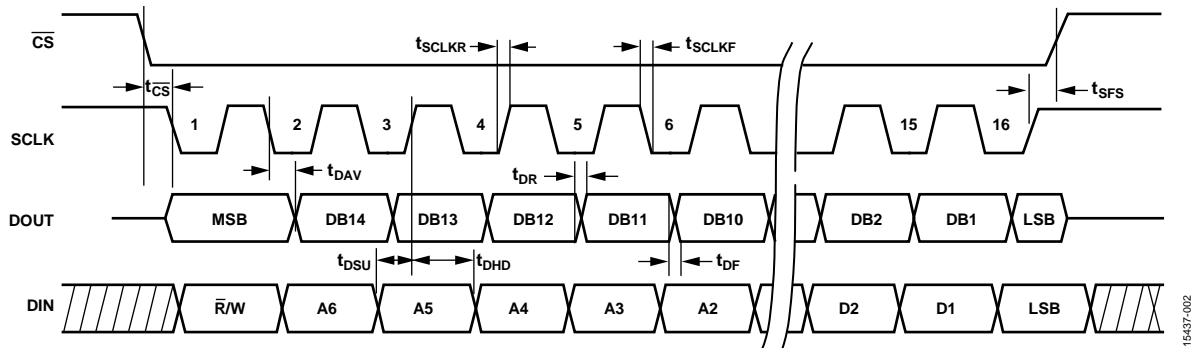 CS
tSCLKR
tSCLKF
tCS
tSFS
SCLK
1 2 3 4 5 6 15 16
tDAV
tDR
DOUT
MSB DB14 DB13 DB12 DB11 DB10 DB2 DB1 LSB
tDSU
tDHD
tDF
DIN
R/W A6 A5 A4 A3 A2 D2 D1 LSB
15437-002